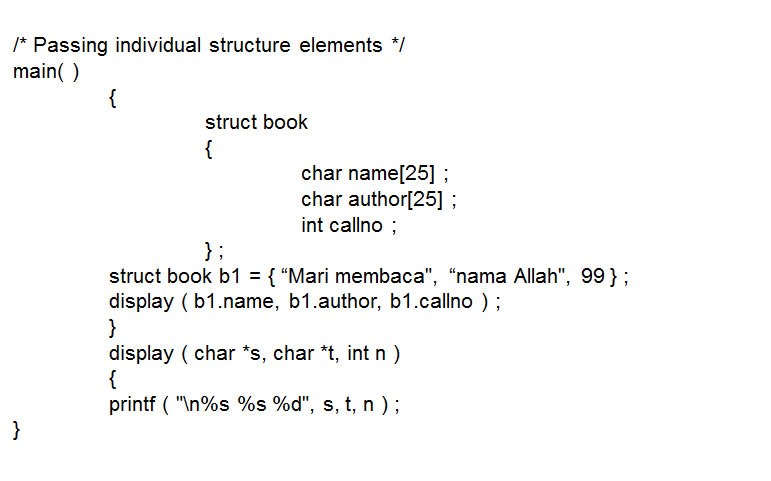 /* Passing individual structure elements */
main( )
{
struct book
{
char name[25] ;
char author[25] ;
int callno ;
} ;
struct book b1 = { “Mari membaca", “nama Allah", 99 } ;
display ( b1.name, b1.author, b1.callno ) ;
}
display ( char *s, char *t, int n )
{
printf ( "\n%s %s %d", s, t, n ) ;
}